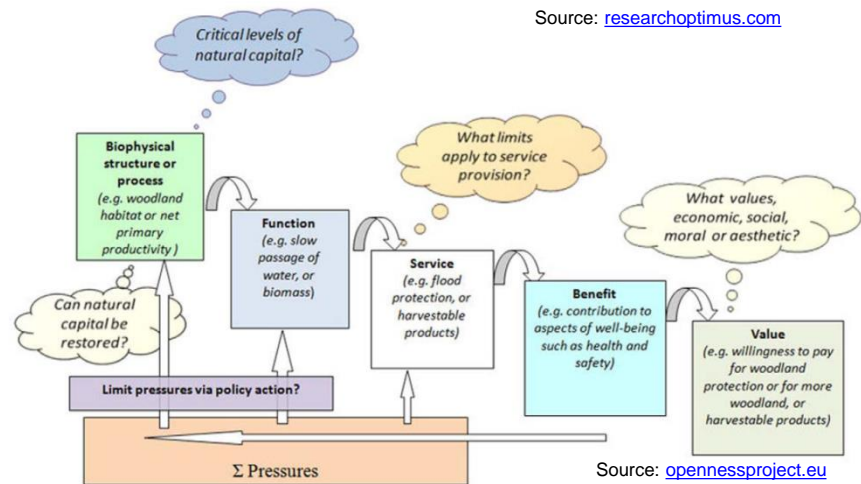 Source: researchoptimus.com
Critical levels of
natural capital?
Biophysical
structure or
process
(e.g. woodland
habitat or net
primary
productivity )
What limits
apply to service
provision?
Function
(e.g. slow
passage of
water, or
biomass)
What values,
economic, social,
moral or aesthetic?
Service
(e.g. flood
protection, or
harvestable
products)
Can natural
capital be
restored?
Benefit
(e.g. contribution to
aspects of well-being
such as health and
safety)
Value
(e.g. willingness to pay
for woodland
protection or for more
woodland, or
harvestable products)
Limit pressures via policy action?
Σ Pressures
Source: opennessproject.eu